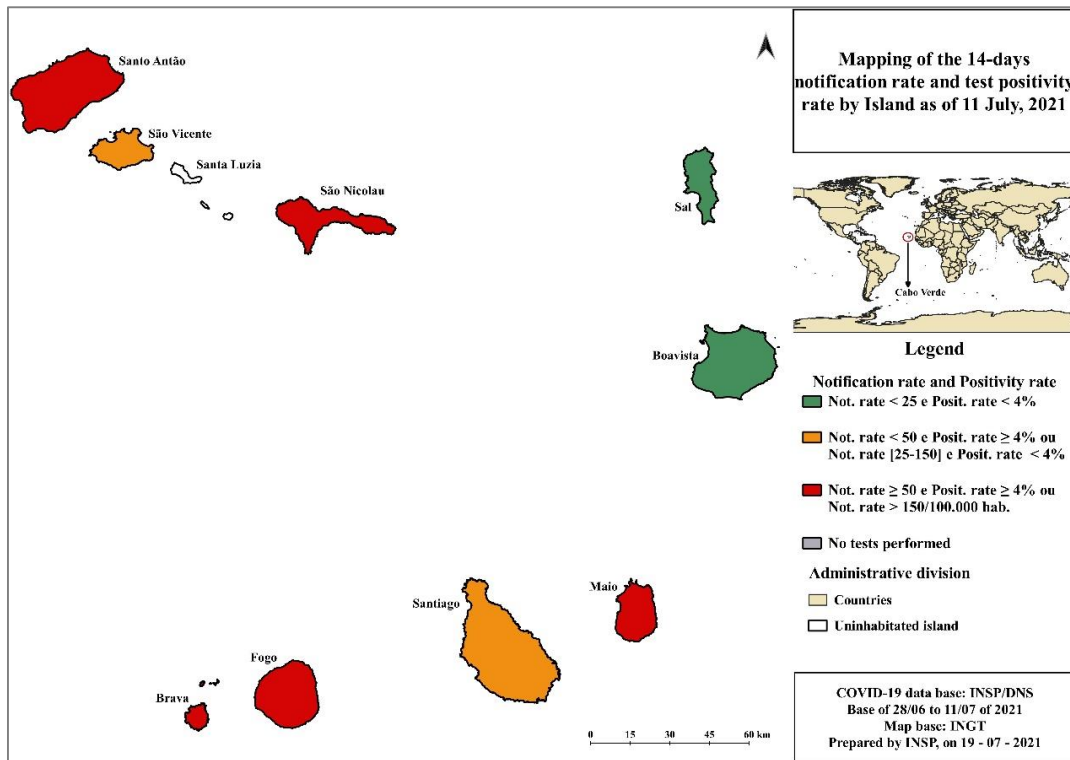 Santo Antão
São Vicente
Santa Luzia
São Nicolau
Sal
Boavista
Santiago
Maio
Fogo
Brava
0 15 30 45 60 km
Mapping of the 14-days
notification rate and test positivity
rate by Island as of 11 July, 2021
Cabo Verde
Legend
Notification rate and Positivity rate
Not. rate < 25 e Posit. rate < 4%
Not. rate < 50 e Posit. rate ≥ 4% ou
Not. rate [25-150] e Posit. rate < 4%
Not. rate ≥ 50 e Posit. rate ≥ 4% ou
Not. rate > 150/100.000 hab.
No tests performed
Administrative division
Countries
Uninhabitated island
COVID-19 data base: INSP/DNS
Base of 28/06 to 11/07 of 2021
Map base: INGT
Prepared by INSP, on 19 - 07 - 2021